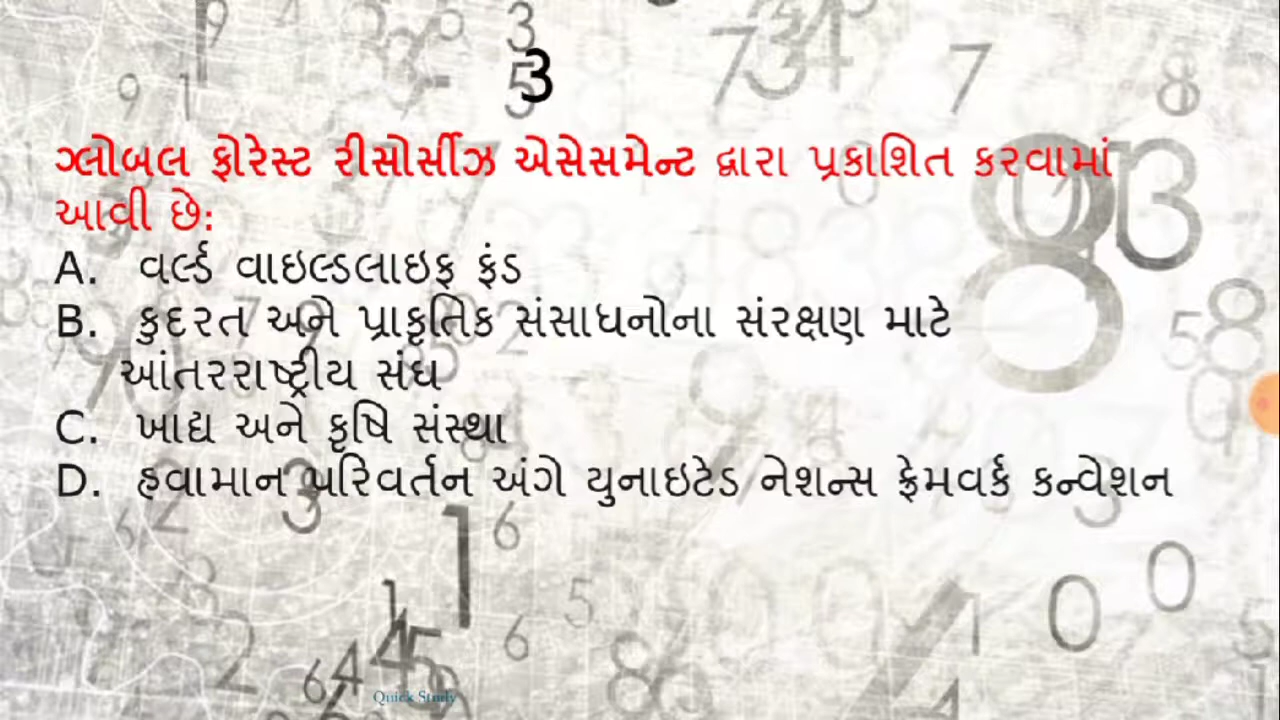 3
ગ્લોબલ ફોરેસ્ટ રીસોર્સીઝ એસેસમેન્ટ દ્વારા પ્રકાશિત કરવામાં
આવી છે:
A. વર્લ્ડ વાઇલ્ડલાઇફ ફંડ
B. કુદરત અને પ્રાકૃતિક સંસાધનોના સંરક્ષણ માટે
આંતરરાષ્ટ્રીય સંઘ
C. ખાદ્ય અને કૃષિ સંસ્થા
D. હવામાન પરિવર્તન અંગે યુનાઇટેડ નેશન્સ ફ્રેમવર્ક કન્વેશન
Quick Study